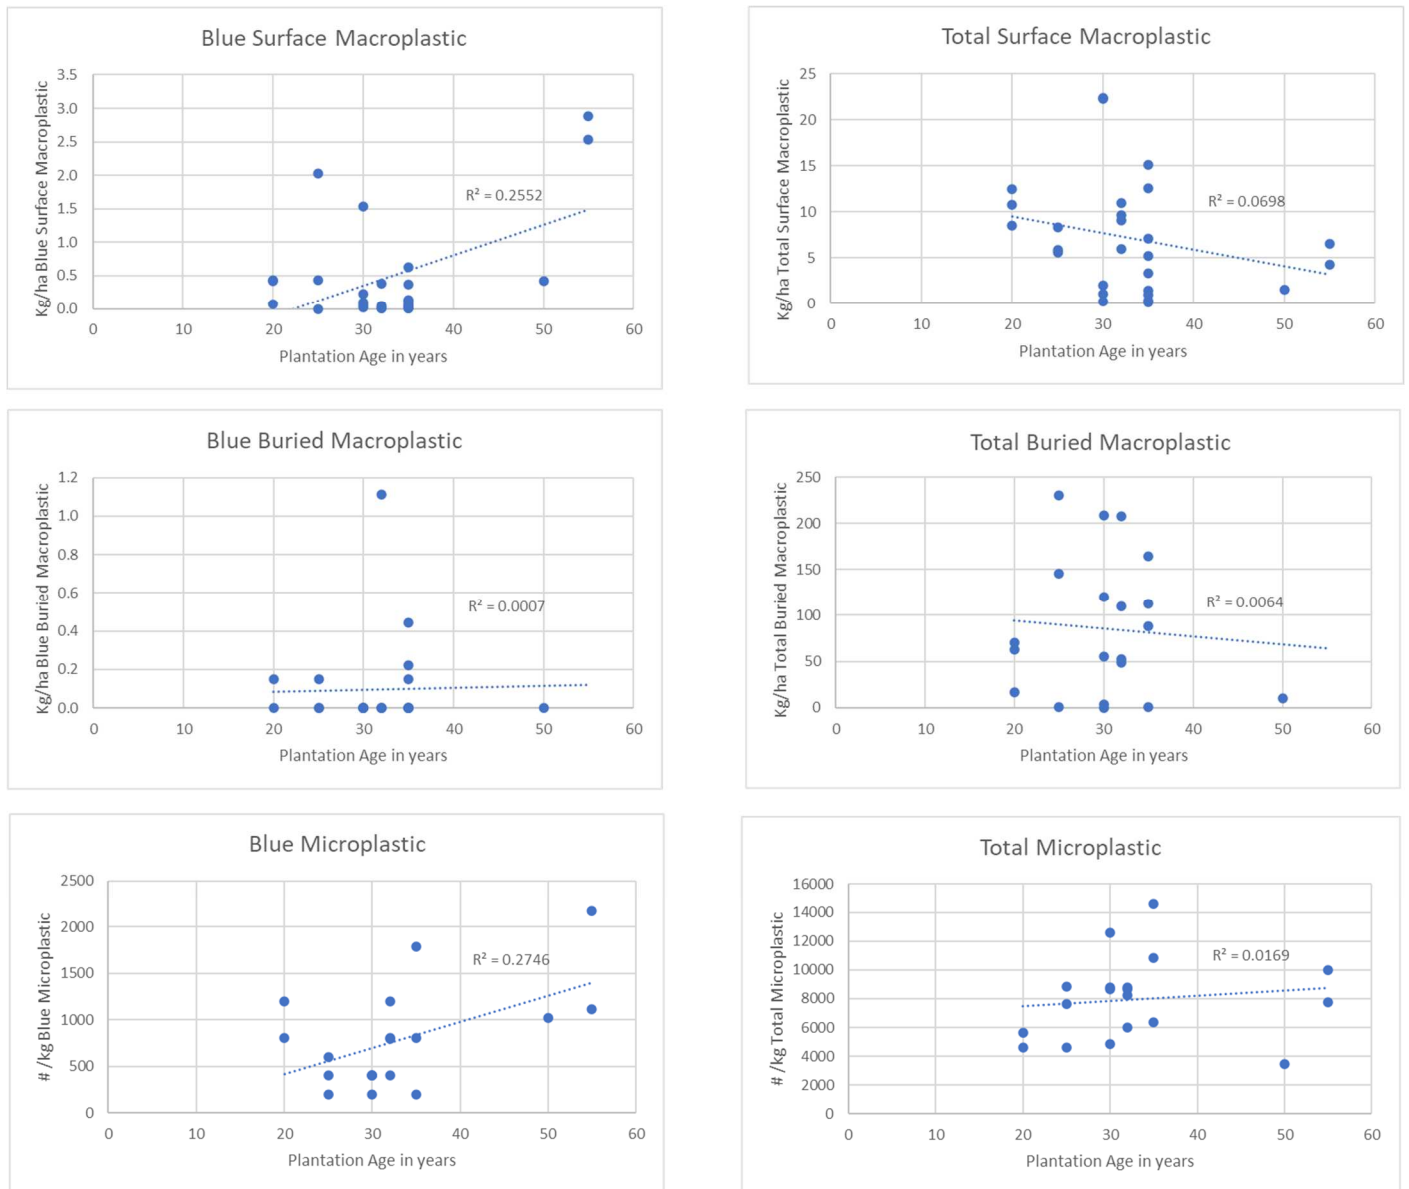 Blue Surface Macroplastic
Kg/ha Blue Surface Macroplastic
3.5
3.0
2.5
2.0
1.5
1.0
0.5
0.0
R² = 0.2552
0 10 20 30 40 50 60
Plantation Age in years
Total Surface Macroplastic
Kg/ha Total Surface Macroplastic
25
20
15
10
5
0
R² = 0.0698
0 10 20 30 40 50 60
Plantation Age in years
Blue Buried Macroplastic
Kg/ha Blue Buried Macroplastic
1.2
1.0
0.8
0.6
0.4
0.2
0.0
R² = 0.0007
0 10 20 30 40 50 60
Plantation Age in years
Total Buried Macroplastic
Kg/ha Total Buried Macroplastic
250
200
150
100
50
0
R² = 0.0064
0 10 20 30 40 50 60
Plantation Age in years
Blue Microplastic
# /kg Blue Microplastic
2500
2000
1500
1000
500
0
R² = 0.2746
0 10 20 30 40 50 60
Plantation Age in years
Total Microplastic
# /kg Total Microplastic
16000
14000
12000
10000
8000
6000
4000
2000
0
R² = 0.0169
0 10 20 30 40 50 60
Plantation Age in years